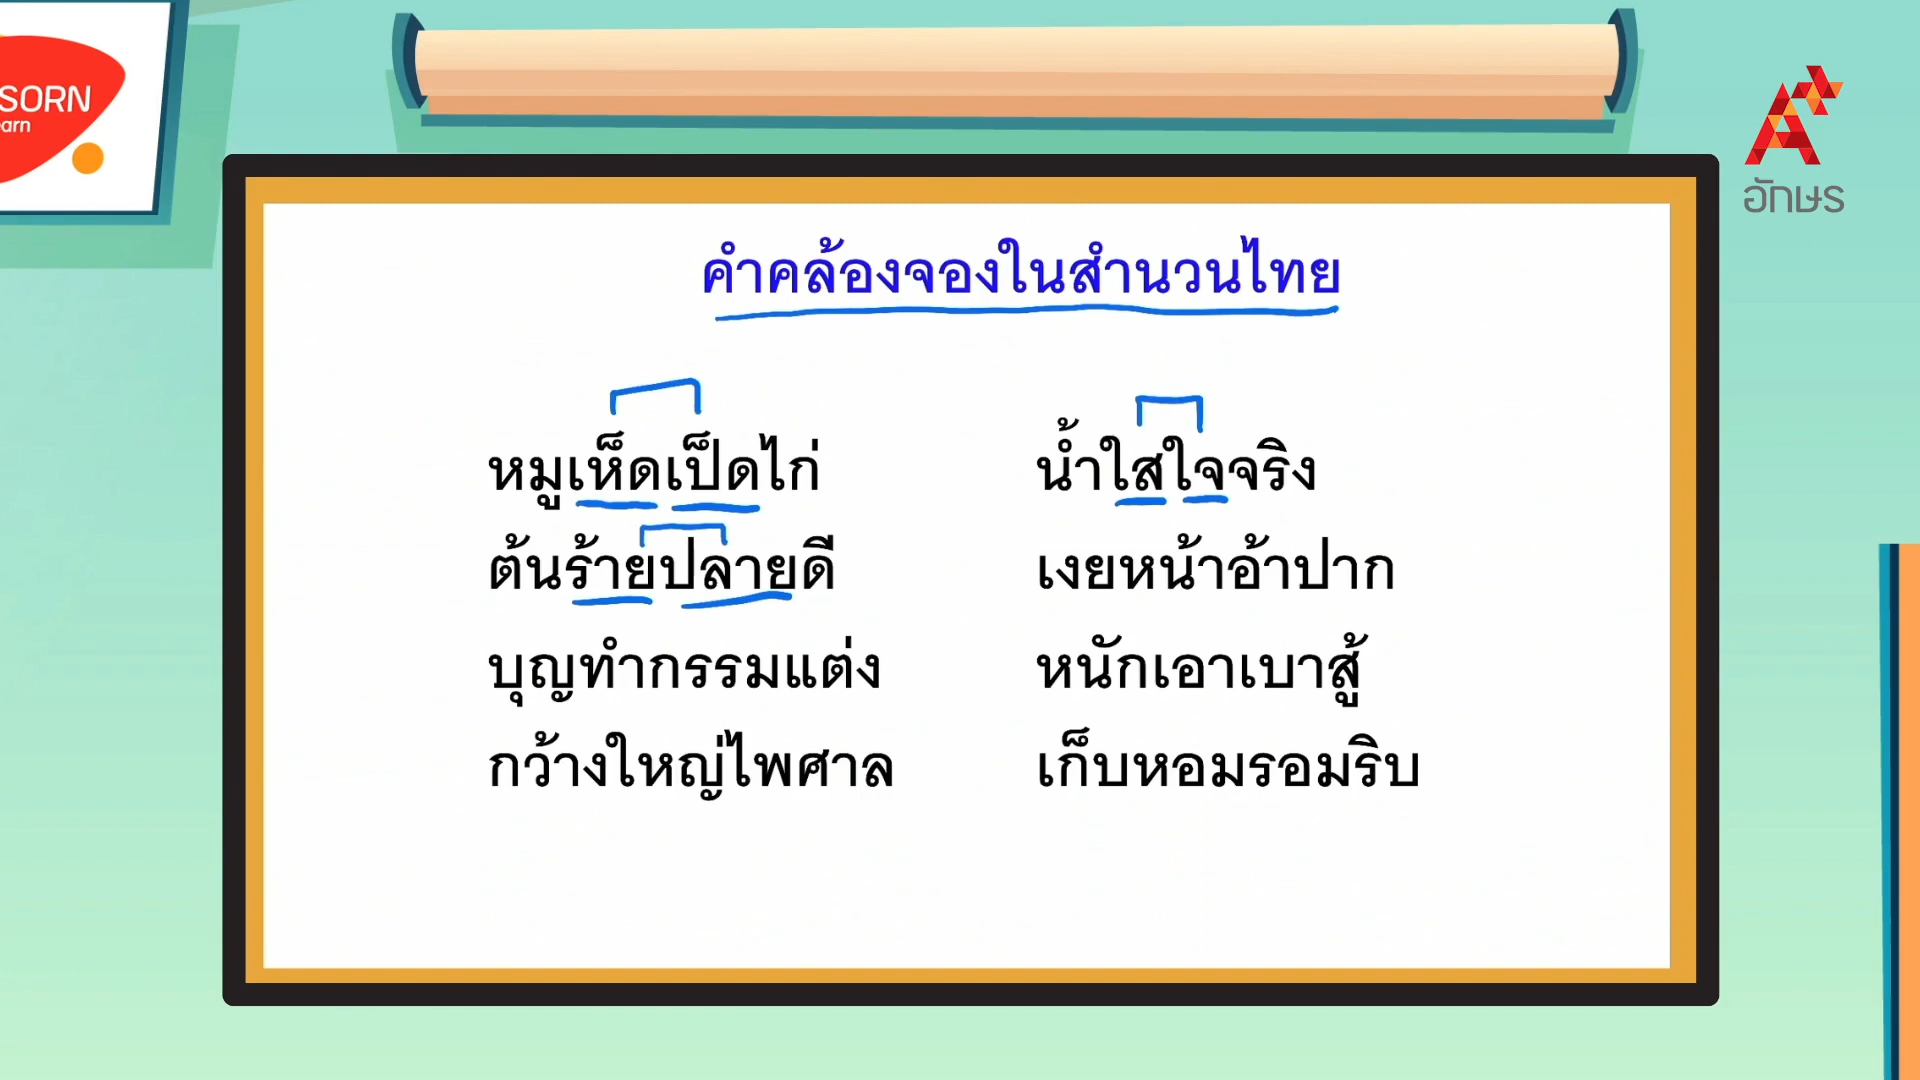 SORN
earn
อักษร
คำคล้องจองในสำนวนไทย
หมูเห็ดเป็ดไก่
น้ำใสใจจริง
ต้นร้ายปลายดี
เงยหน้าอ้าปาก
บุญทำกรรมแต่ง
หนักเอาเบาสู้
กว้างใหญ่ไพศาล
เก็บหอมรอมริบ